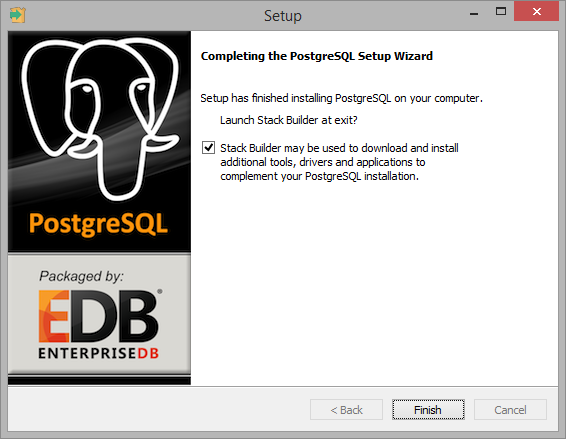 Setup
Completing the PostgreSQL Setup Wizard
Setup has finished installing PostgreSQL on your computer.
Launch Stack Builder at exit?
Stack Builder may be used to download and install
additional tools, drivers and applications to
complement your PostgreSQL installation.
PostgreSQL
Packaged by:
EDB
ENTERPRISEDB
< Back
Finish
Cancel